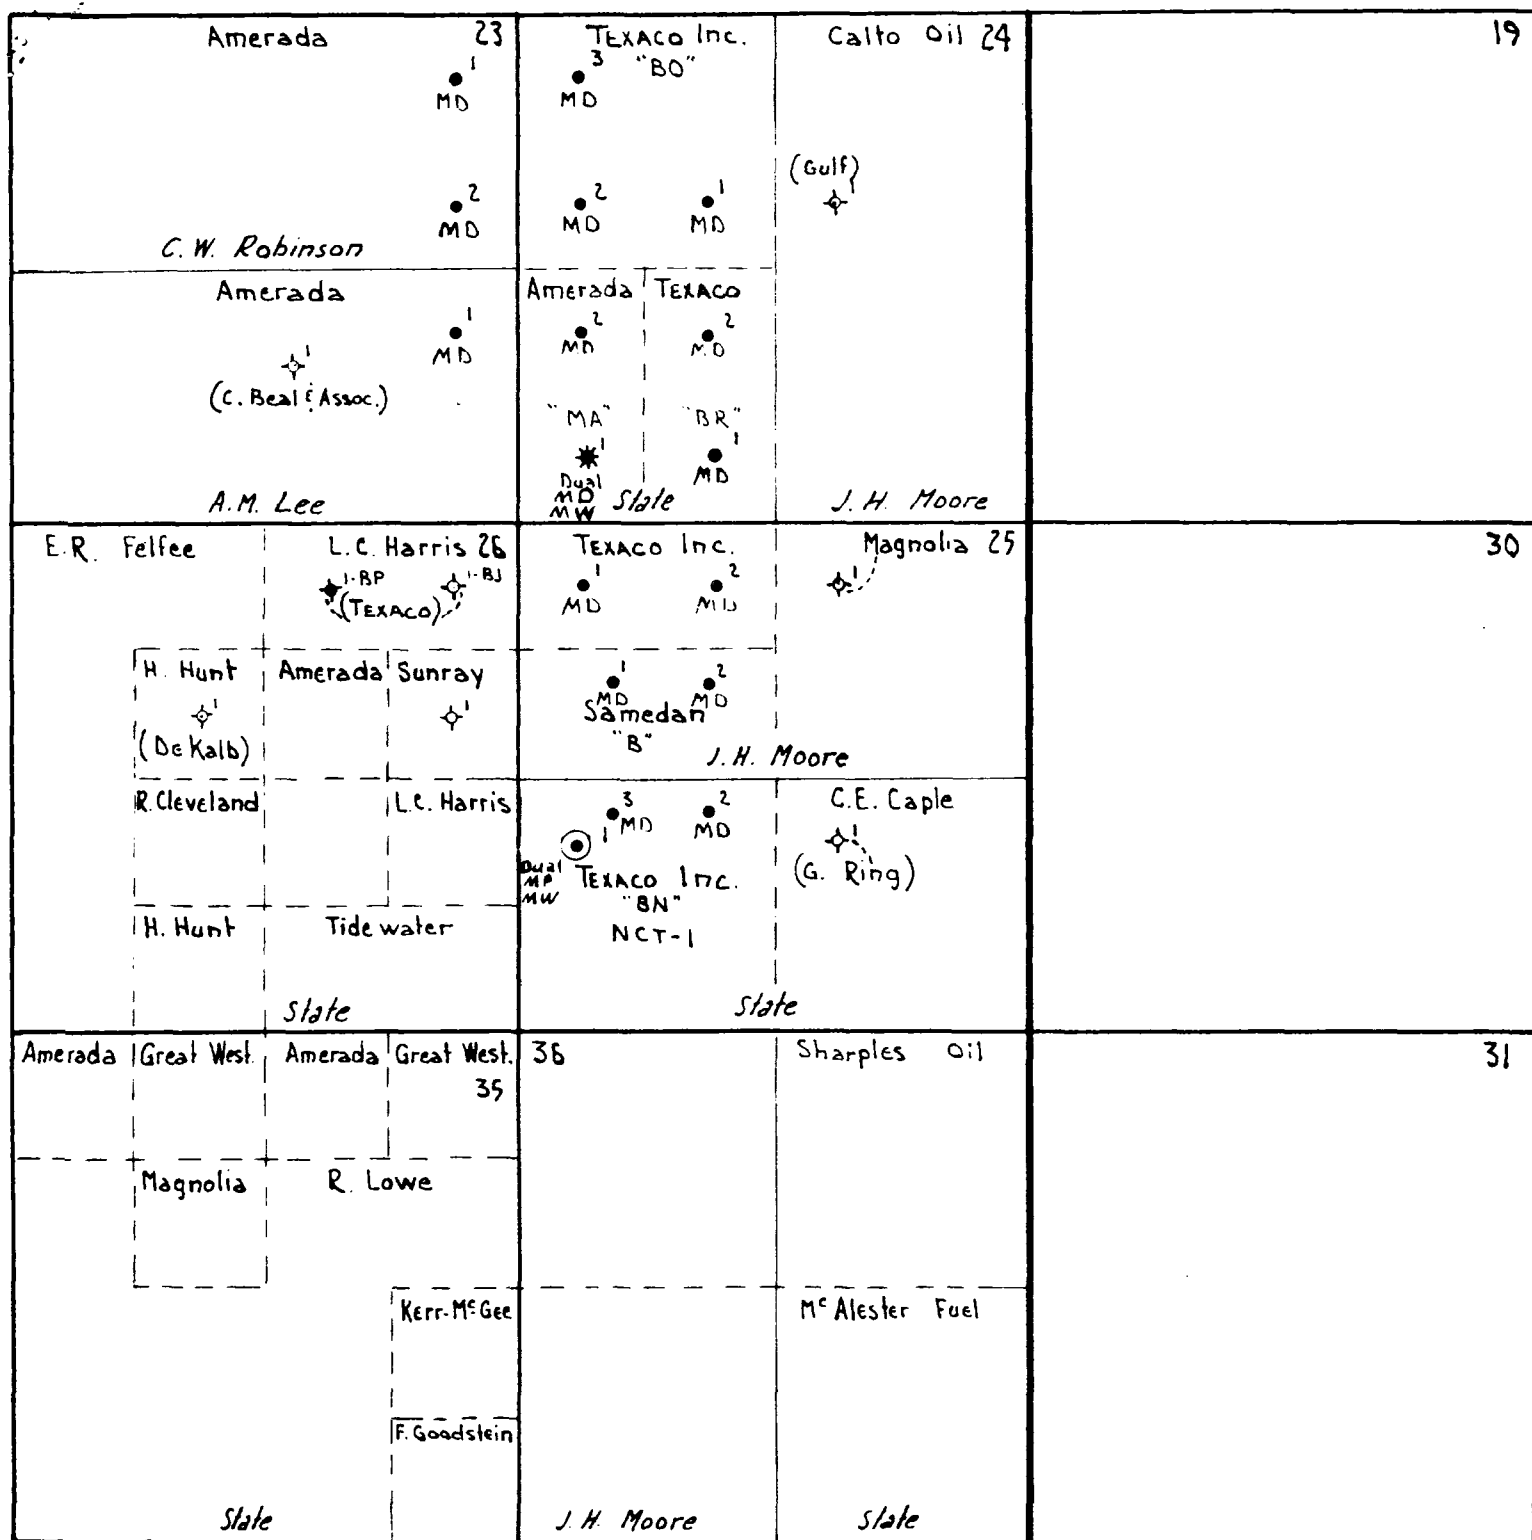 Amerada 23
1
MD
2
MD
C.W. Robinson
TEXACO Inc.
"BO"
3
MD
2
MD
1
MD
Calto Oil 24
(Gulf)
1
19
Amerada
1
MD
1
(C. Beal & Assoc.)
A.M. Lee
Amerada
2
MD
"MA"
1
Dual
MD
MW
TEXACO
2
MD
"BR"
1
MD
State
J.H. Moore
E.R. Felfee
L.C. Harris 26
1-BP
1-BJ
(TEXACO)
TEXACO Inc.
1
MD
2
MD
Magnolia 25
1
30
H. Hunt
1
(DeKalb)
Amerada
Sunray
1
1
MD
2
MD
Samedan
"B"
J.H. Moore
R. Cleveland
L.C. Harris
3
MD
2
MD
1
Dual
MP
MW
TEXACO Inc.
"BN"
NCT-1
C.E. Caple
1
(G. Ring)
H. Hunt
Tidewater
State
State
Amerada
Great West.
Amerada
Great West.
35
36
Sharples Oil
31
Magnolia
R. Lowe
Kerr-McGee
McAlester Fuel
F. Goodstein
State
J.H. Moore
State